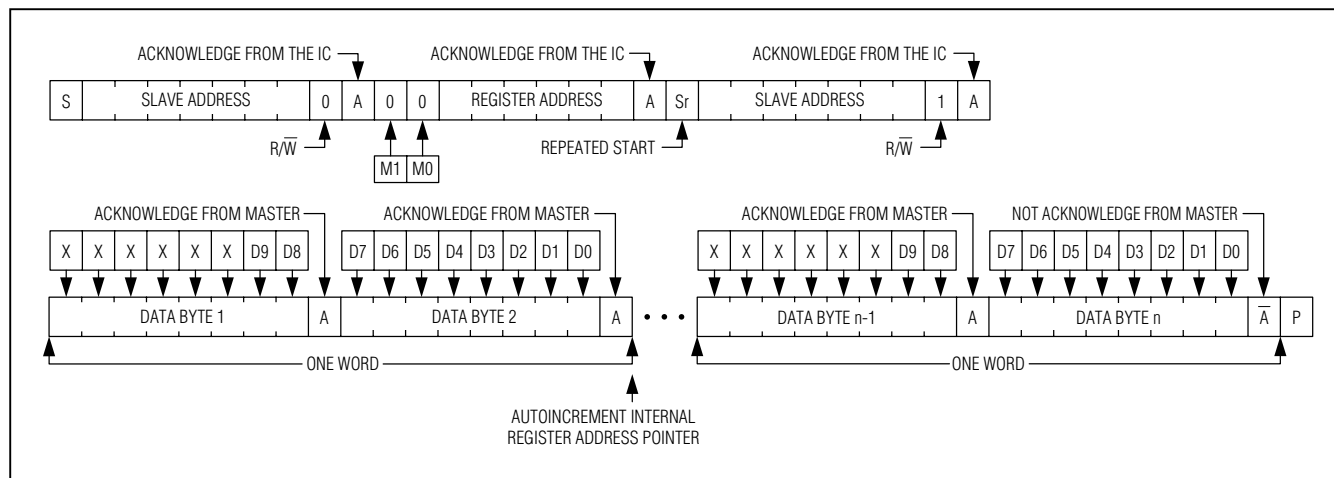 ACKNOWLEDGE FROM THE IC ACKNOWLEDGE FROM THE IC ACKNOWLEDGE FROM THE IC
S SLAVE ADDRESS 0 A 0 0 REGISTER ADDRESS A Sr SLAVE ADDRESS 1 A
R/W̅ REPEATED START R/W̅
M1 M0
ACKNOWLEDGE FROM MASTER ACKNOWLEDGE FROM MASTER ACKNOWLEDGE FROM MASTER NOT ACKNOWLEDGE FROM MASTER
X X X X X X D9 D8 D7 D6 D5 D4 D3 D2 D1 D0 X X X X X X D9 D8 D7 D6 D5 D4 D3 D2 D1 D0
DATA BYTE 1 A DATA BYTE 2 A • • • DATA BYTE n-1 A DATA BYTE n A̅ P
ONE WORD ONE WORD
AUTOINCREMENT INTERNAL
REGISTER ADDRESS POINTER